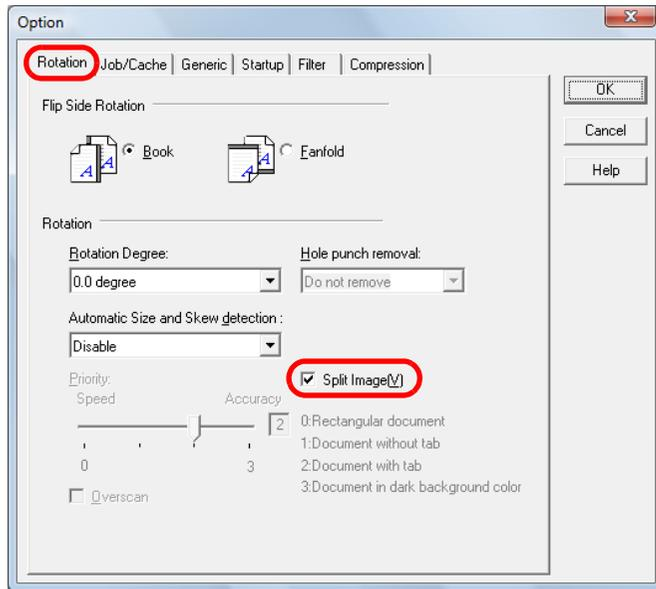 Option
Rotation Job/Cache Generic Startup Filter Compression
OK
Cancel
Help
Flip Side Rotation
A A Book A A Fanfold
Rotation
Rotation Degree: Hole punch removal:
0.0 degree Do not remove
Automatic Size and Skew detection :
Disable
Priority: Split Image(V)
Speed Accuracy
2
0:Rectangular document
1:Document without tab
0 3 2:Document with tab
3:Document in dark background color
Overscan